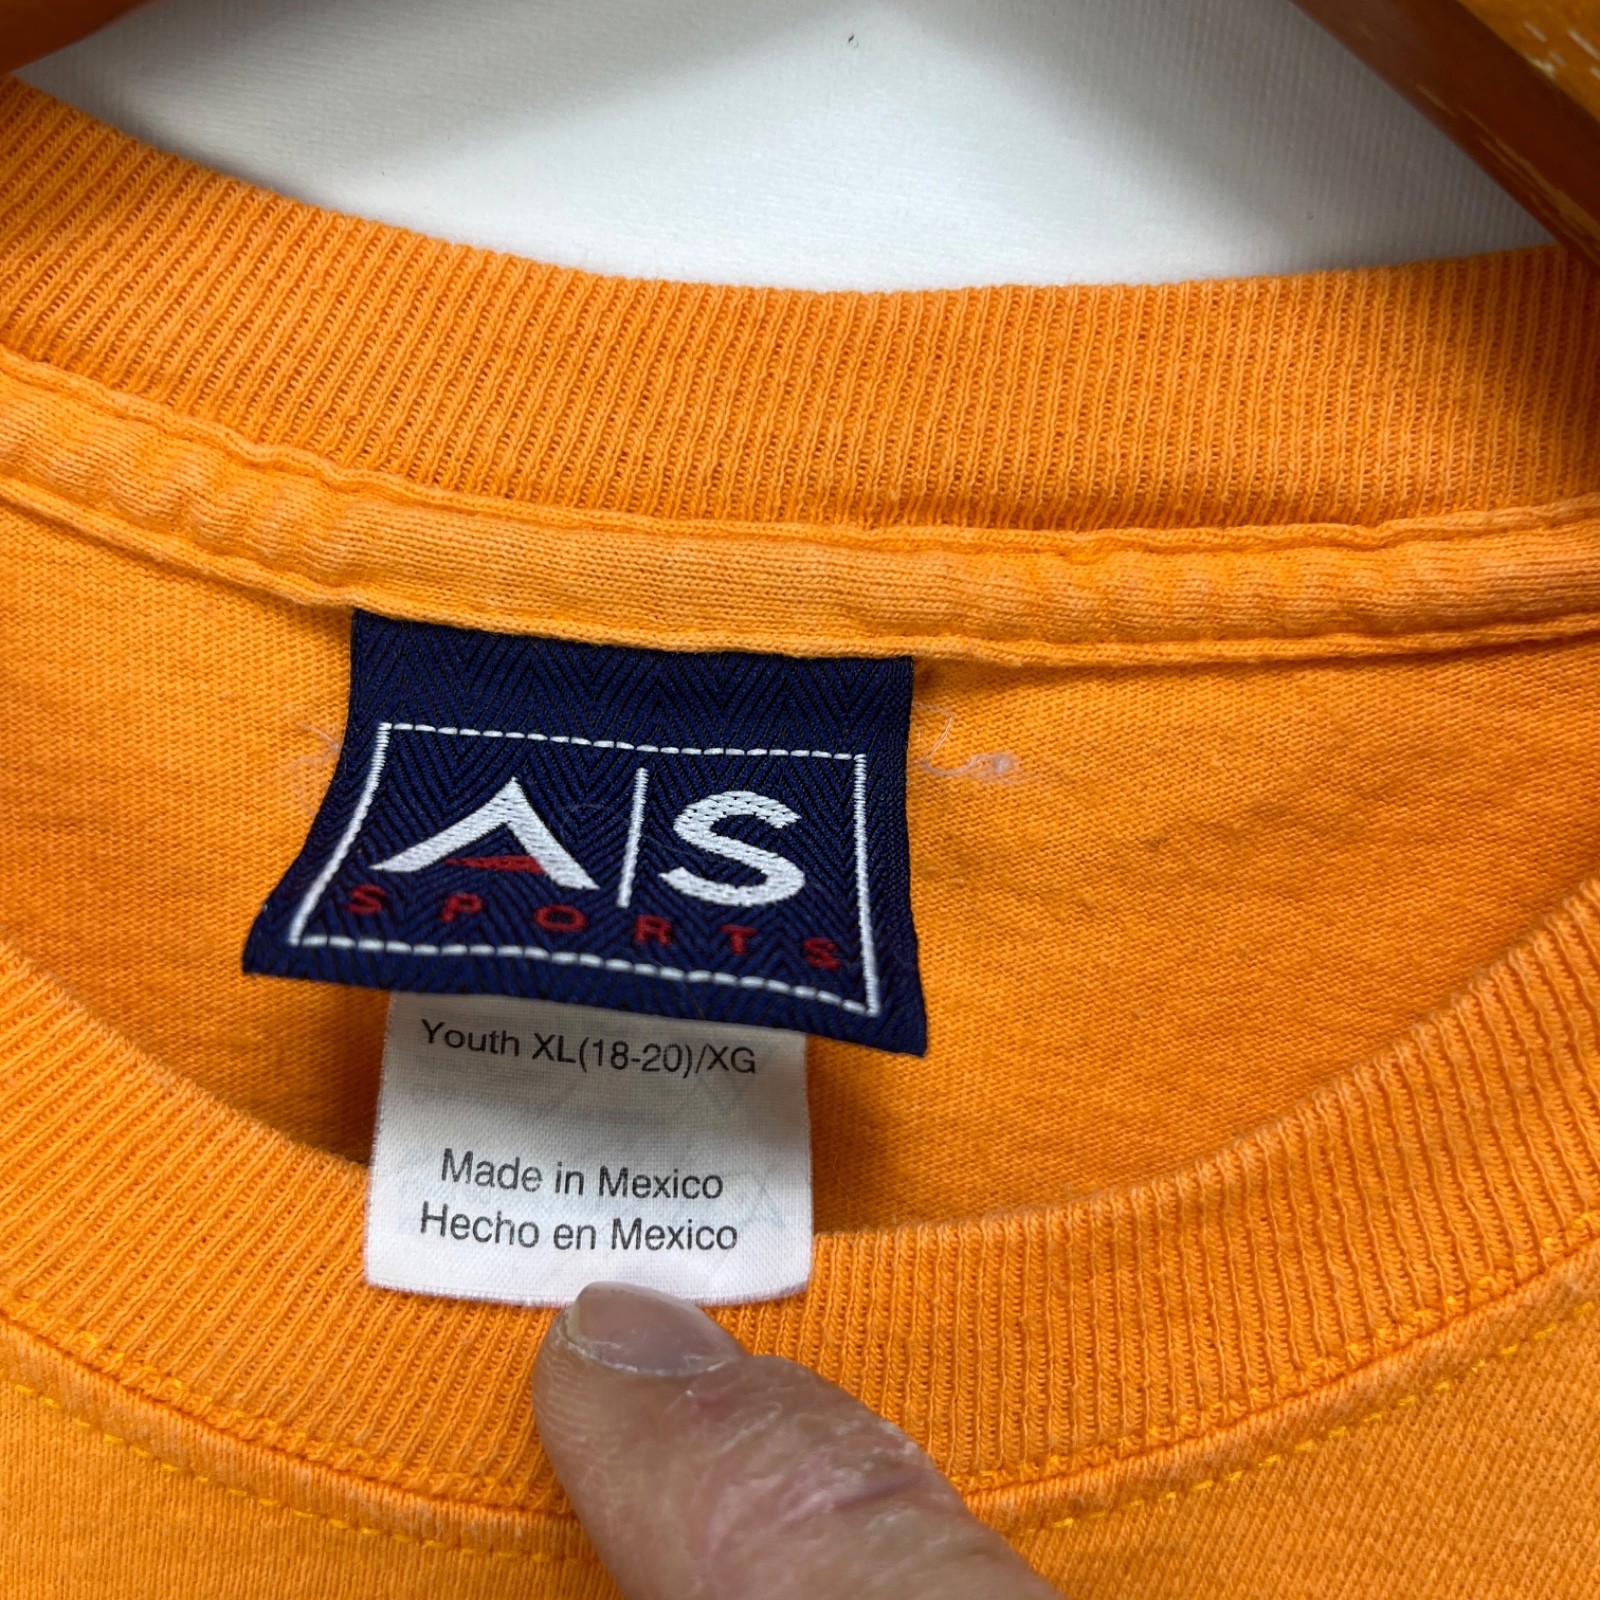 A|S
SPORTS
Youth XL(18-20)/XG
Made in Mexico
Hecho en Mexico